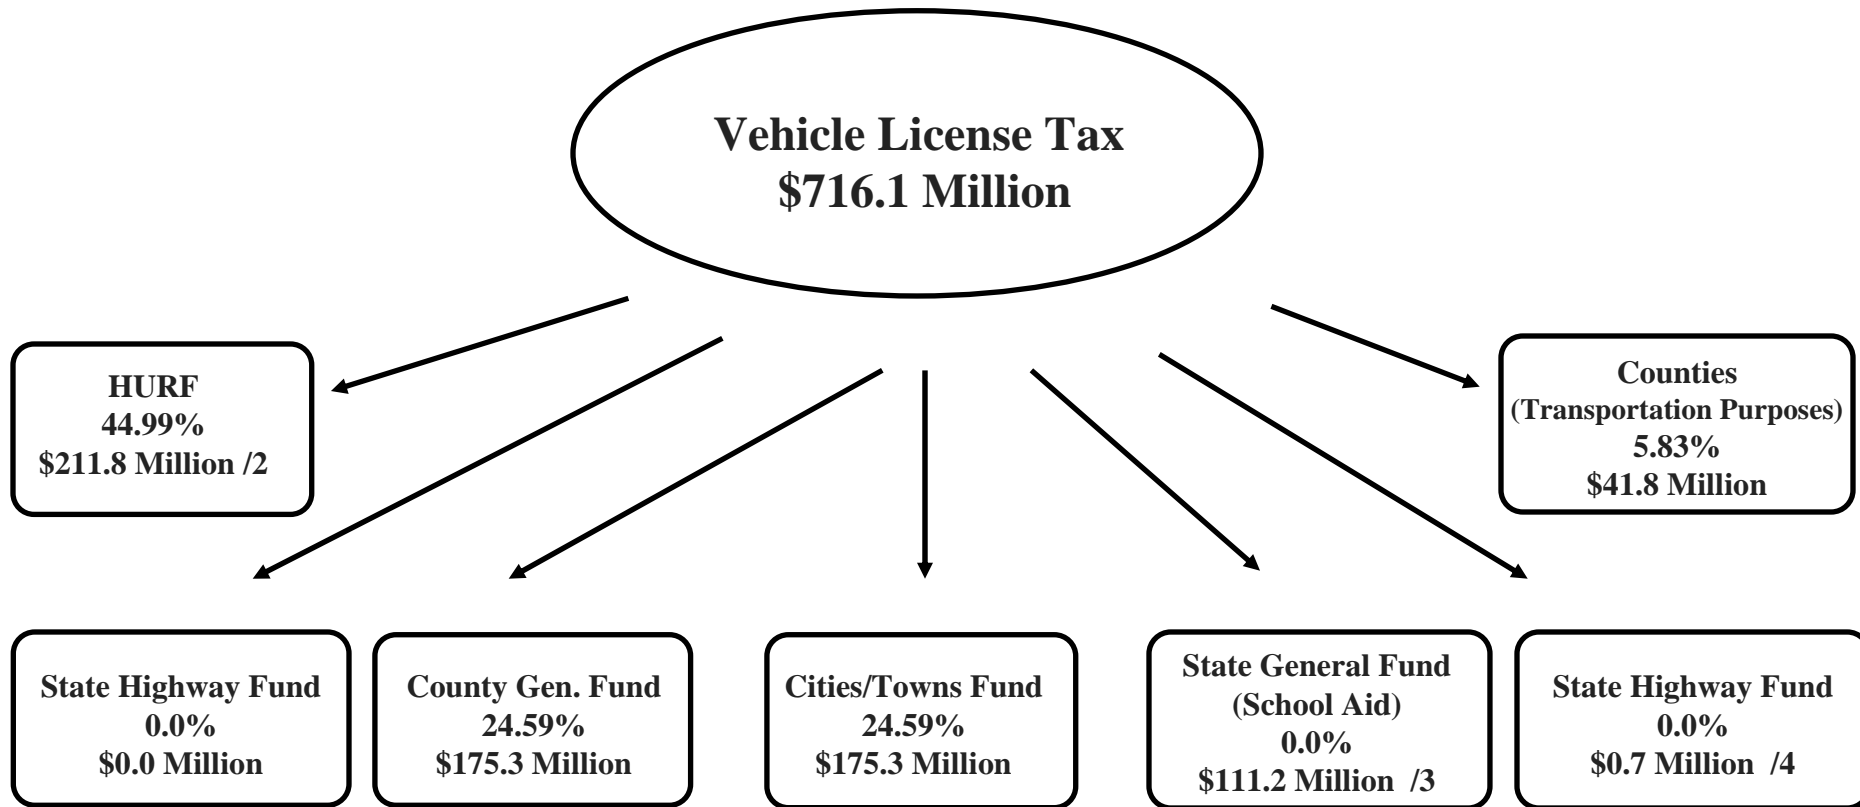 Vehicle License Tax
$716.1 Million
HURF
44.99%
$211.8 Million /2
Counties
(Transportation Purposes)
5.83%
$41.8 Million
State Highway Fund
0.0%
$0.0 Million
County Gen. Fund
24.59%
$175.3 Million
Cities/Towns Fund
24.59%
$175.3 Million
State General Fund
(School Aid)
0.0%
$111.2 Million /3
State Highway Fund
0.0%
$0.7 Million /4